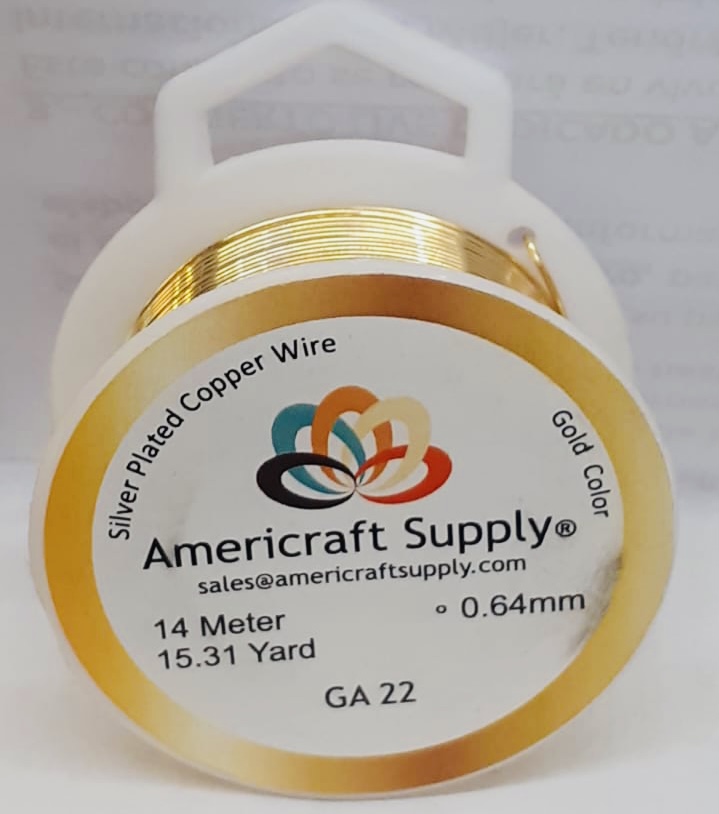 Silver Plated Copper Wire
Gold Color
Americraft Supply®
sales@americraftsupply.com
14 Meter
15.31 Yard
° 0.64mm
GA 22